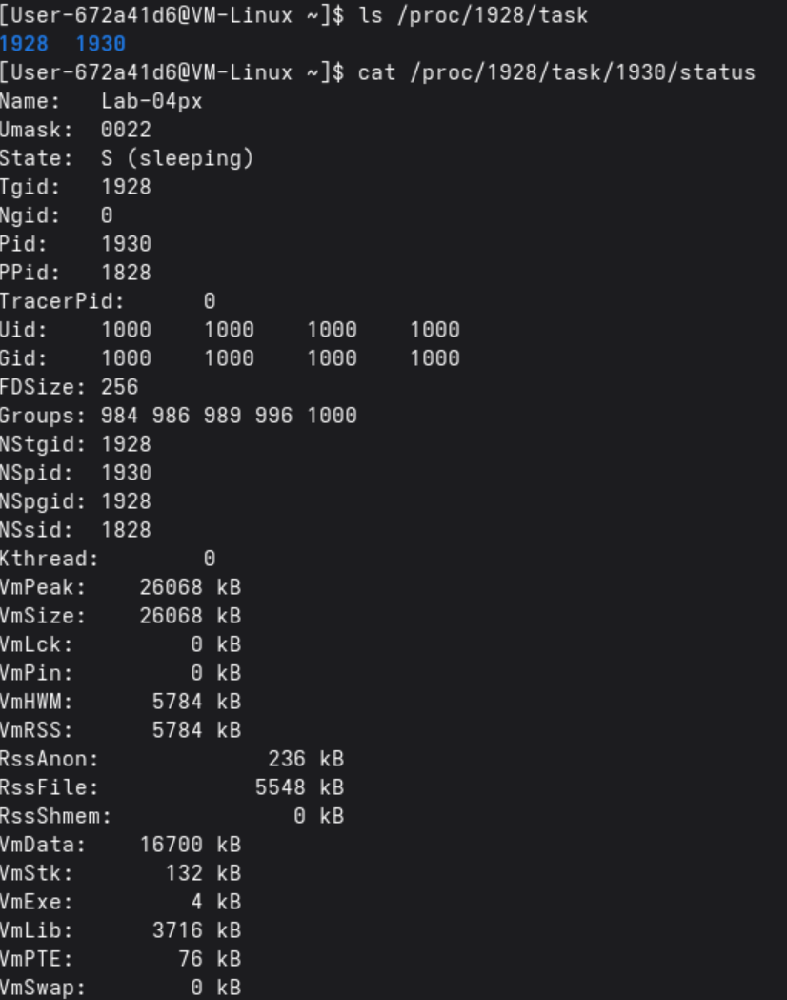 [User-672a41d6@VM-Linux ~]$ ls /proc/1928/task
1928  1930
[User-672a41d6@VM-Linux ~]$ cat /proc/1928/task/1930/status
Name:   Lab-04px
Umask:  0022
State:  S (sleeping)
Tgid:   1928
Ngid:   0
Pid:    1930
PPid:   1828
TracerPid:      0
Uid:    1000    1000    1000    1000
Gid:    1000    1000    1000    1000
FDSize: 256
Groups: 984 986 989 996 1000
NStgid: 1928
NSpid:  1930
NSpgid: 1928
NSsid:  1828
Kthread:        0
VmPeak:    26068 kB
VmSize:    26068 kB
VmLck:         0 kB
VmPin:         0 kB
VmHWM:      5784 kB
VmRSS:      5784 kB
RssAnon:             236 kB
RssFile:            5548 kB
RssShmem:              0 kB
VmData:    16700 kB
VmStk:       132 kB
VmExe:         4 kB
VmLib:      3716 kB
VmPTE:        76 kB
VmSwap:        0 kB